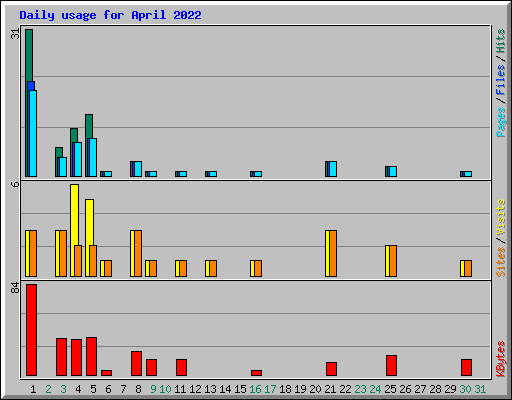 Daily usage for April 2022
31
Pages / Files / Hits
6
Sites / Visits
84
KBytes
1 2 3 4 5 6 7 8 9 10 11 12 13 14 15 16 17 18 19 20 21 22 23 24 25 26 27 28 29 30 31